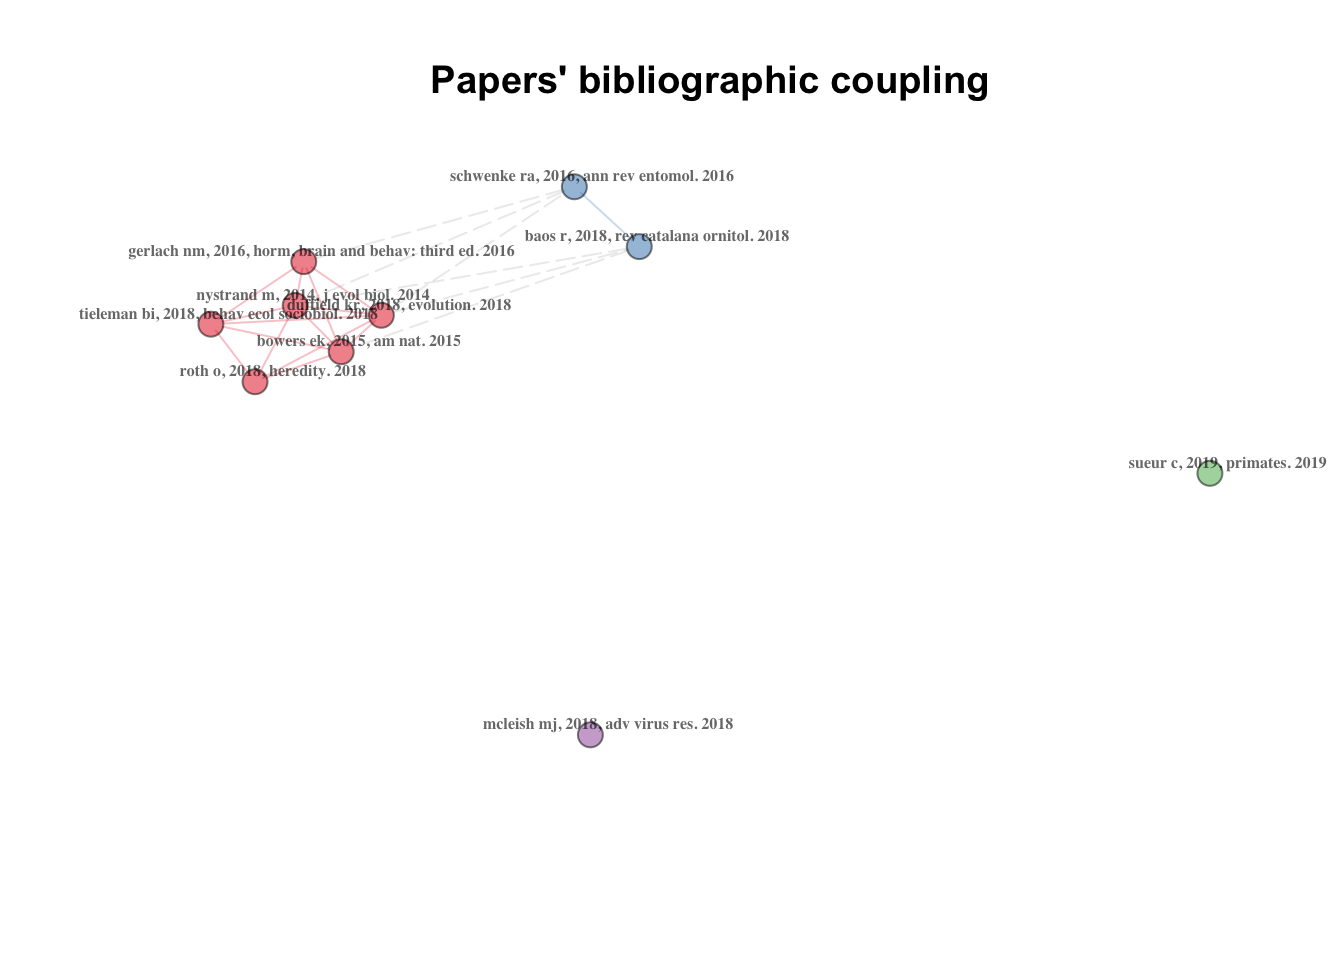 Papers' bibliographic coupling
schwenke ra, 2016, ann rev entomol. 2016
baos r, 2018, rev catalana ornitol. 2018
gerlach nm, 2016, horm, brain and behav: third ed. 2016
nystrand m, 2014, j evol biol. 2014
duffield kr, 2018, evolution. 2018
tieleman bi, 2018, behav ecol sociobiol. 2018
bowers ek, 2015, am nat. 2015
roth o, 2018, heredity. 2018
sueur c, 2019, primates. 2019
mcleish mj, 2018, adv virus res. 2018